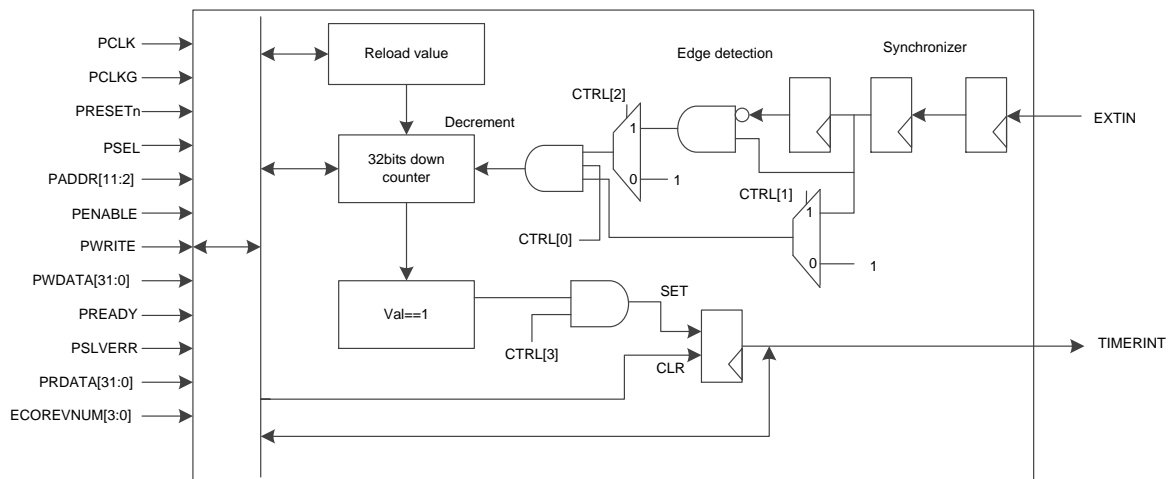 PCLK
PCLKG
PRESETn
PSEL
PADDR[11:2]
PENABLE
PWRITE
PWDATA[31:0]
PREADY
PSLVERR
PRDATA[31:0]
ECOREVNUM[3:0]
Reload value
Decrement
32bits down
counter
Val==1
Edge detection
Synchronizer
CTRL[2]
1
0
1
CTRL[1]
1
0
1
CTRL[0]
CTRL[3]
SET
CLR
EXTIN
TIMERINT